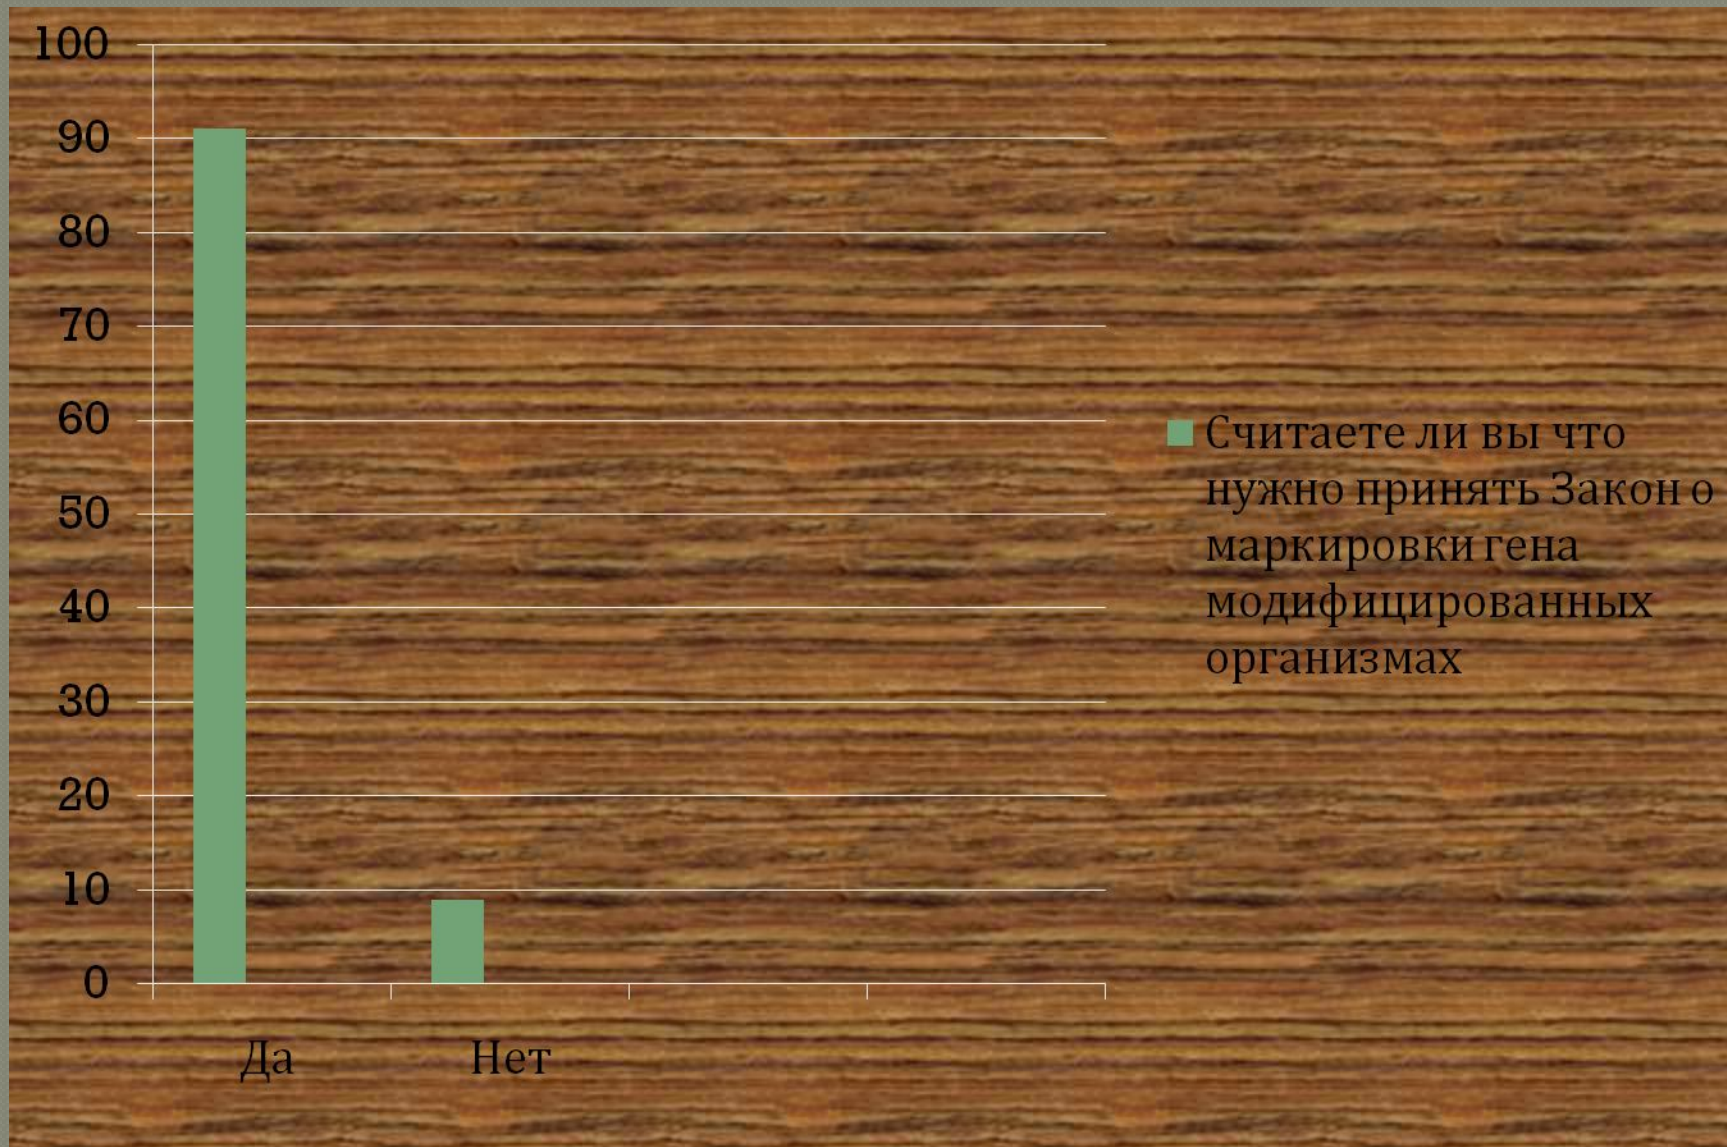 100
90
80
70
60
50
40
30
20
10
0
Да Нет
Считаете ли вы что
нужно принять Закон о
маркировки гена
модифицированных
организмах